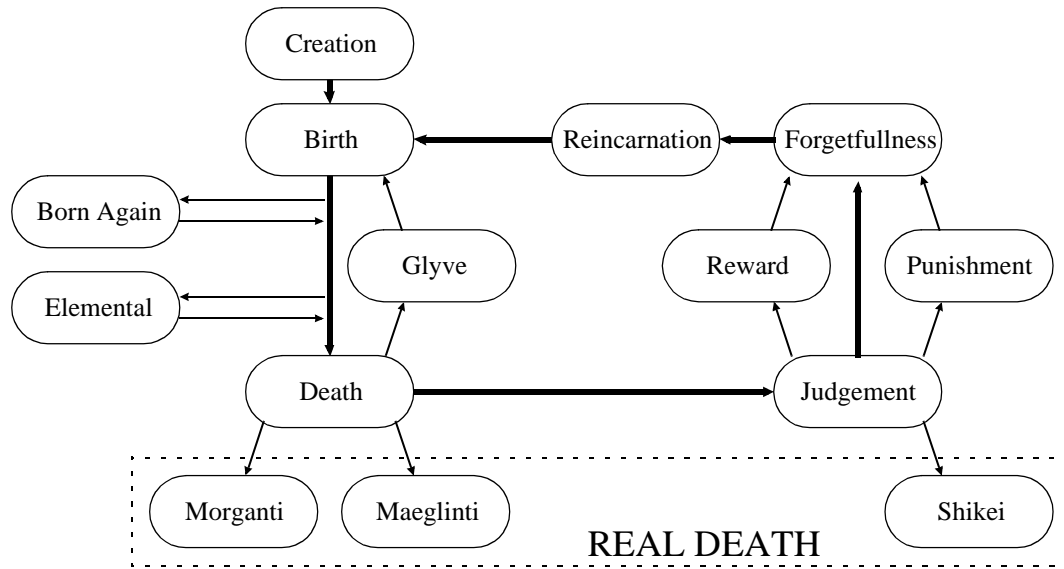 Creation
Birth
Reincarnation
Forgetfullness
Born Again
Glyve
Reward
Punishment
Elemental
Death
Judgement
Morganti
Maeglinti
Shikei
REAL DEATH